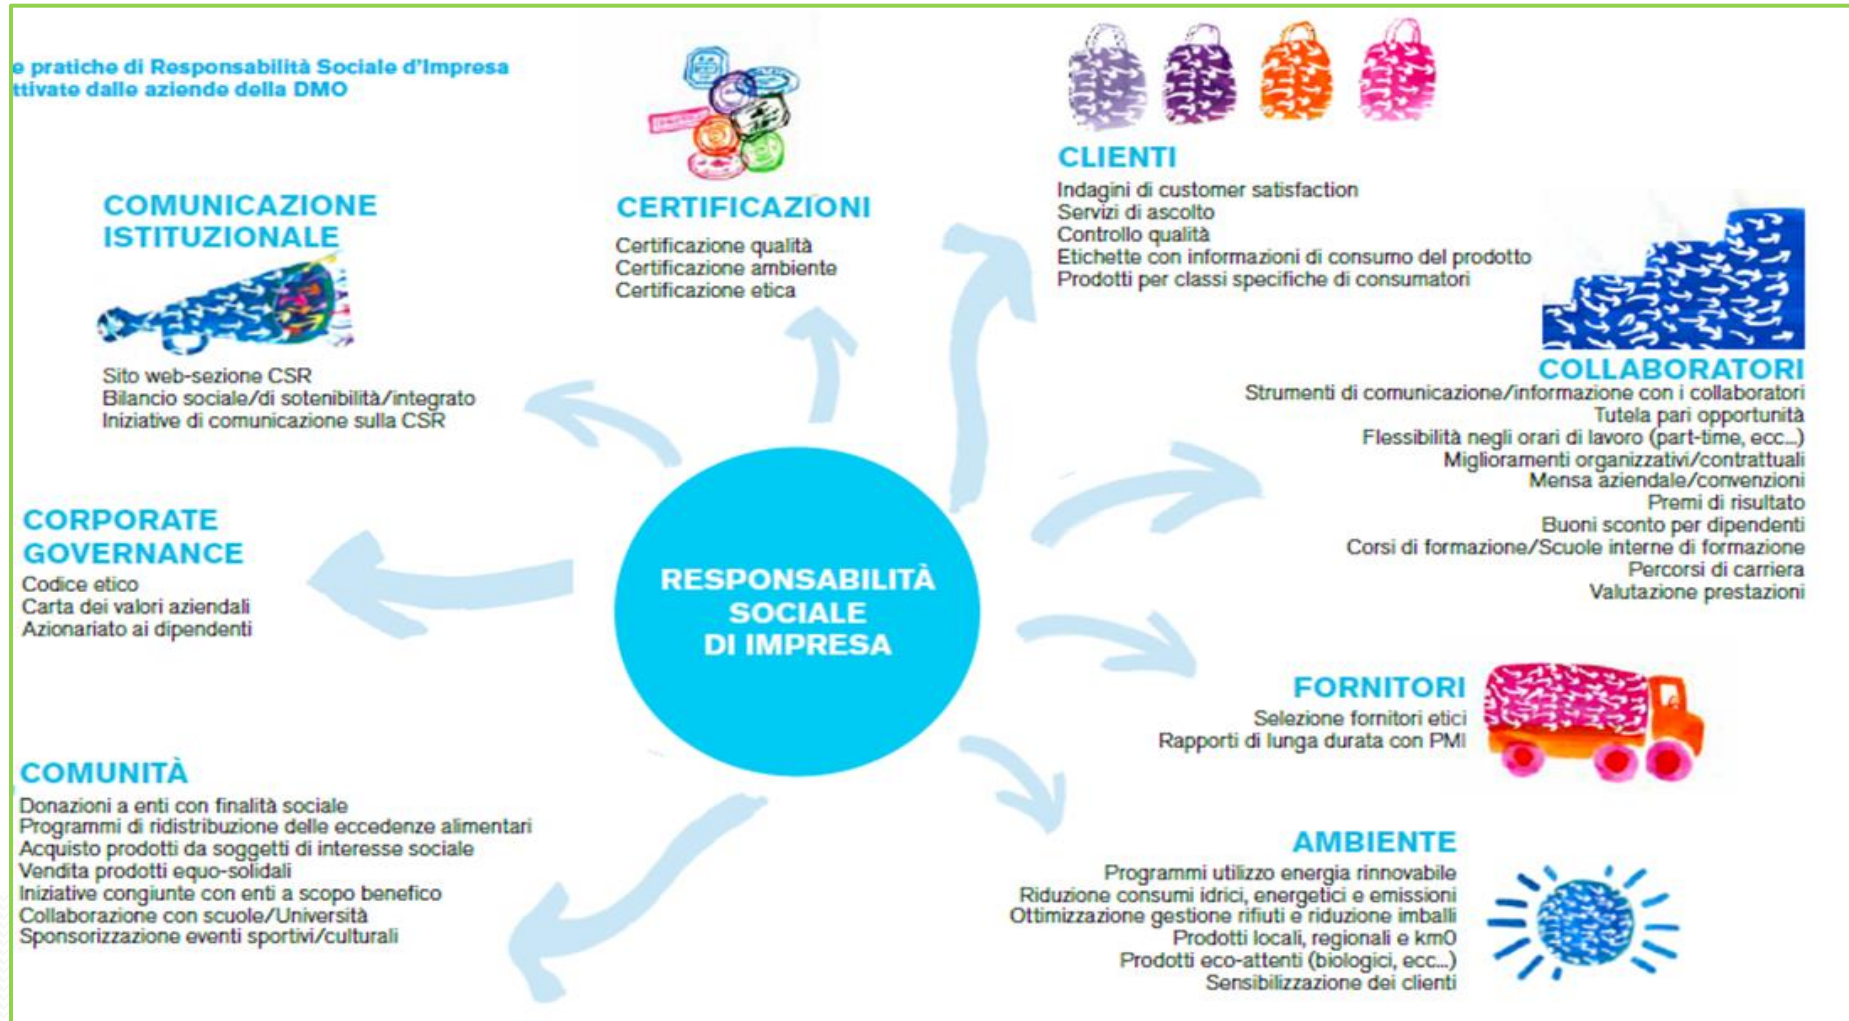 e pratiche di Responsabilità Sociale d'Impresa
ttivate dalle aziende della DMO
COMUNICAZIONE
ISTITUZIONALE
Sito web-sezione CSR
Bilancio sociale/di sotenibilità/integrato
Iniziative di comunicazione sulla CSR
CERTIFICAZIONI
Certificazione qualità
Certificazione ambiente
Certificazione etica
CLIENTI
Indagini di customer satisfaction
Servizi di ascolto
Controllo qualità
Etichette con informazioni di consumo del prodotto
Prodotti per classi specifiche di consumatori
COLLABORATORI
Strumenti di comunicazione/informazione con i collaboratori
Tutela pari opportunità
Flessibilità negli orari di lavoro (part-time, ecc...)
Miglioramenti organizzativi/contrattuali
Mensa aziendale/convenzioni
Premi di risultato
Buoni sconto per dipendenti
Corsi di formazione/Scuole interne di formazione
Percorsi di carriera
Valutazione prestazioni
CORPORATE
GOVERNANCE
Codice etico
Carta dei valori aziendali
Azionariato ai dipendenti
RESPONSABILITÀ
SOCIALE
DI IMPRESA
FORNITORI
Selezione fornitori etici
Rapporti di lunga durata con PMI
COMUNITÀ
Donazioni a enti con finalità sociale
Programmi di ridistribuzione delle eccedenze alimentari
Acquisto prodotti da soggetti di interesse sociale
Vendita prodotti equo-solidali
Iniziative congiunte con enti a scopo benefico
Collaborazione con scuole/Università
Sponsorizzazione eventi sportivi/culturali
AMBIENTE
Programmi utilizzo energia rinnovabile
Riduzione consumi idrici, energetici e emissioni
Ottimizzazione gestione rifiuti e riduzione imballi
Prodotti locali, regionali e km0
Prodotti eco-attenti (biologici, ecc...)
Sensibilizzazione dei clienti